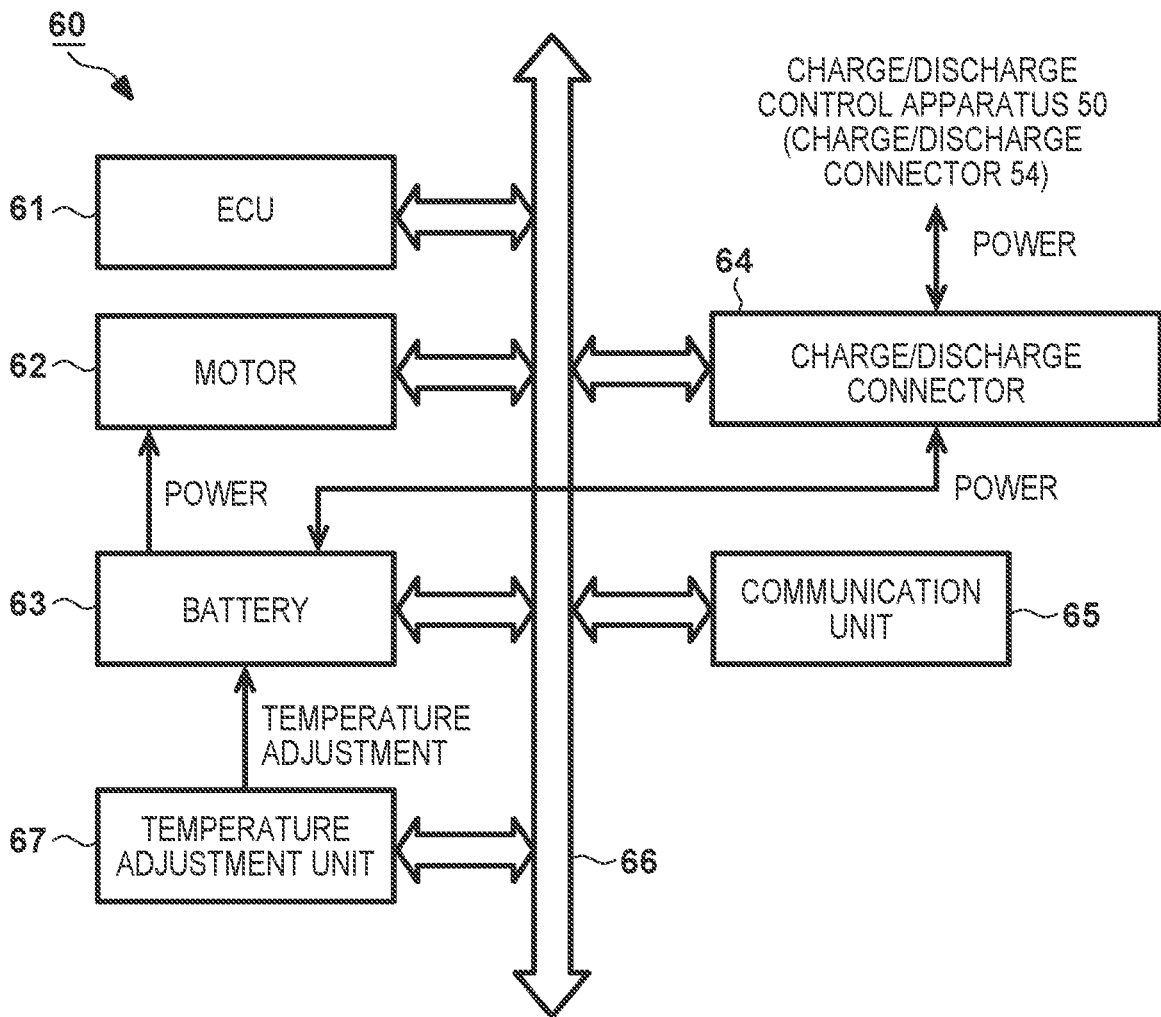 60
CHARGE/DISCHARGE
CONTROL APPARATUS 50
(CHARGE/DISCHARGE
CONNECTOR 54)
61
ECU
POWER
64
62
MOTOR
CHARGE/DISCHARGE
CONNECTOR
POWER
POWER
63
BATTERY
COMMUNICATION
UNIT
65
TEMPERATURE
ADJUSTMENT
67
TEMPERATURE
ADJUSTMENT UNIT
66